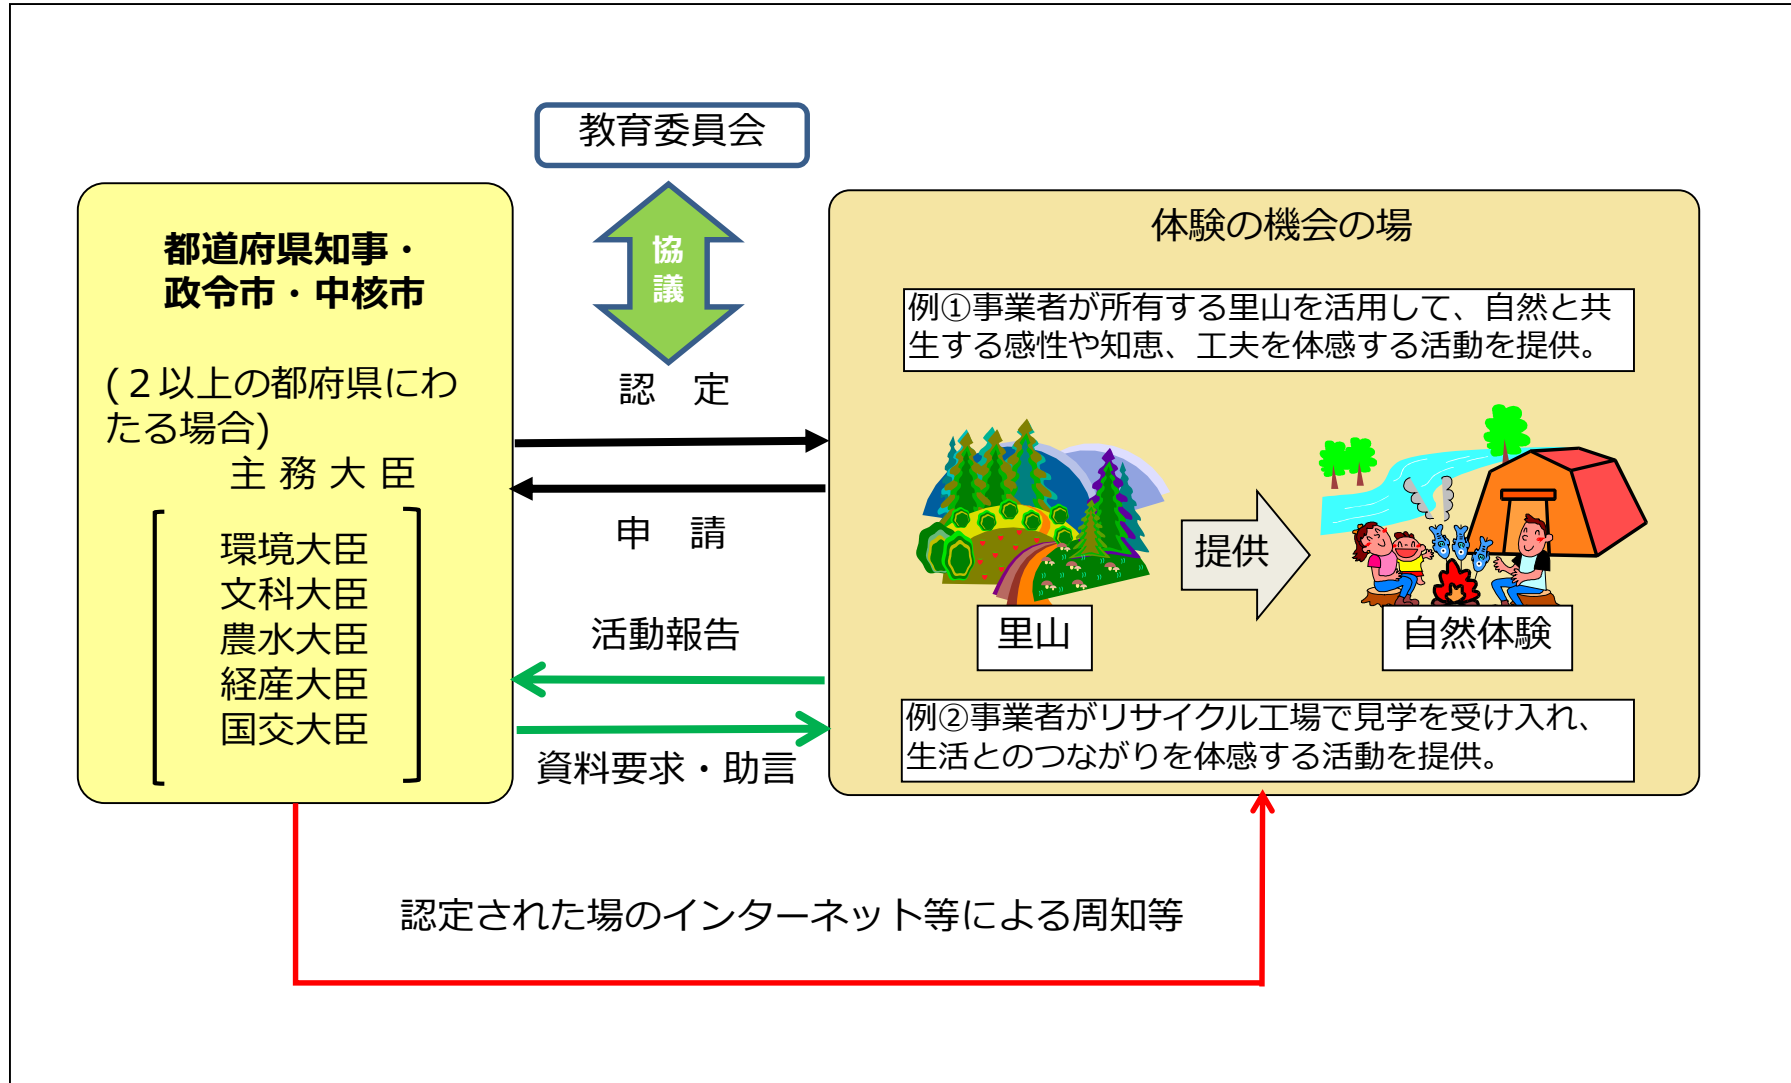 教育委員会
協
議
都道府県知事・
政令市・中核市
(２以上の都府県にわ
たる場合)
主 務 大 臣
環境大臣
文科大臣
農水大臣
経産大臣
国交大臣
認　定
申　請
活動報告
資料要求・助言
体験の機会の場
例①事業者が所有する里山を活用して、自然と共
生する感性や知恵、工夫を体感する活動を提供。
提供
里山
自然体験
例②事業者がリサイクル工場で見学を受け入れ、
生活とのつながりを体感する活動を提供。
認定された場のインターネット等による周知等